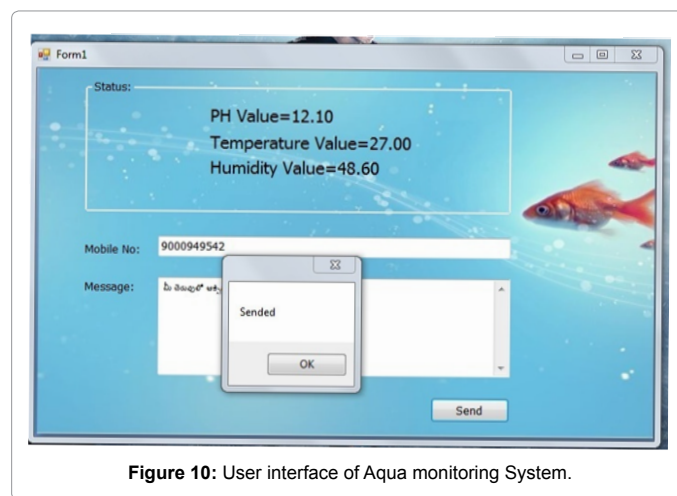 Form1
Status:
PH Value=12.10
Temperature Value=27.00
Humidity Value=48.60
Mobile No:
9000949542
Message:
మీ
Sended
OK
Send
Figure 10: User interface of Aqua monitoring System.